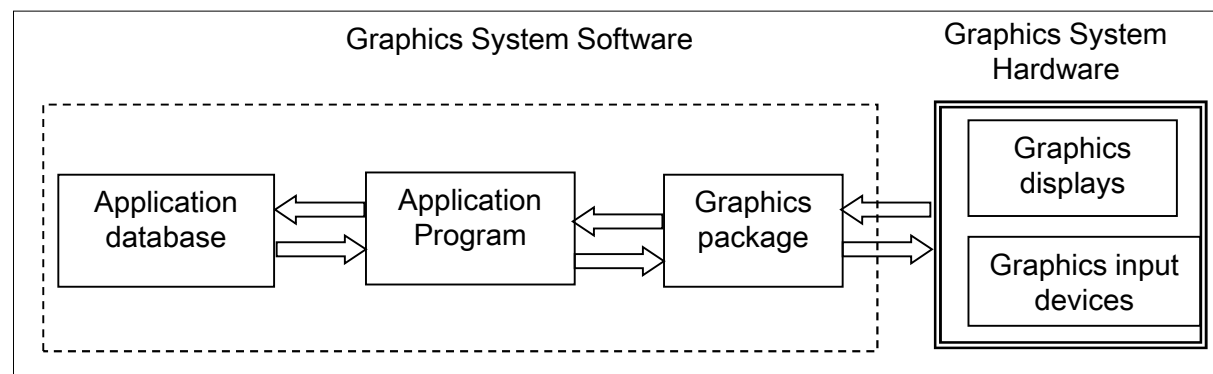 Graphics System Software
Graphics System
Hardware
Application
database
Application
Program
Graphics
package
Graphics
displays
Graphics input
devices